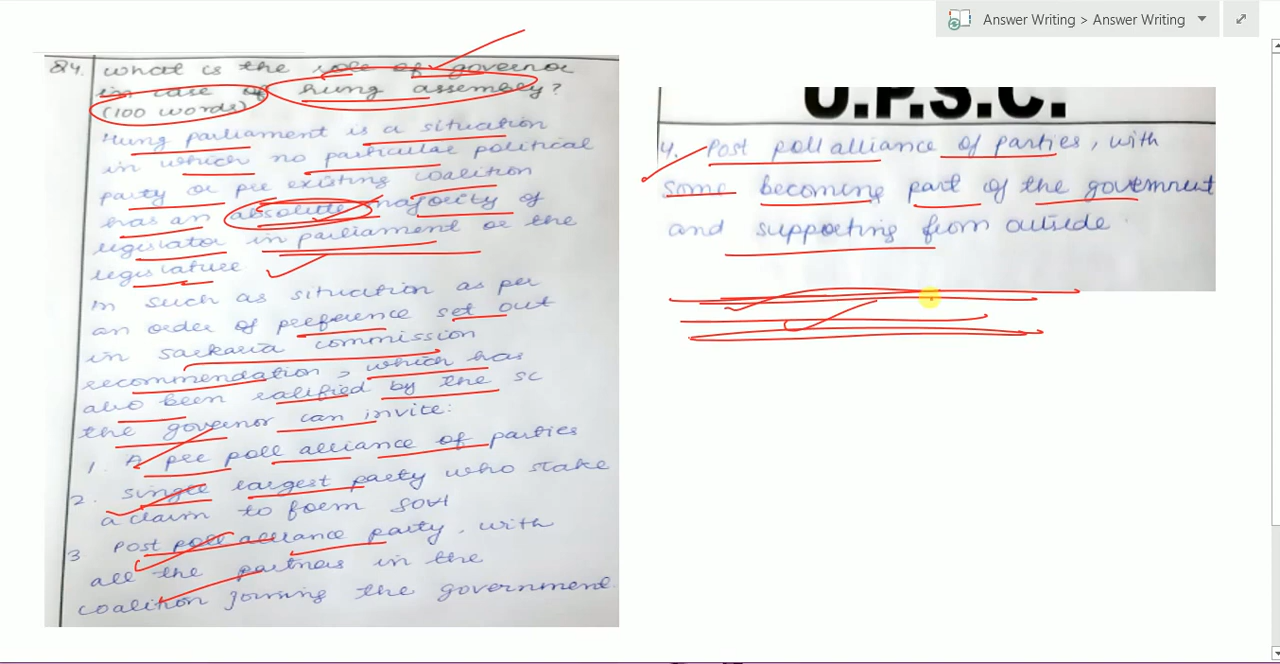 Answer Writing > Answer Writing
Q4. What is the role of governor
in case of hung assembly?
(100 words)
Hung parliament is a situation
in which no particular political
party or pre existing coalition
has an absolute majority of
legislator in parliament or the
legislature
In such as situation as per
an order of preference set out
in Sarkaria commission
recommendation, which has
also been ratified by the SC
the governor can invite:
1. A pre poll alliance of parties
2. Single largest party who stake
a claim to form govt
3 Post poll alliance party, with
all the partners in the
coalition joining the government
U.P.S.C.
4. Post poll alliance of parties, with
some becoming part of the government
and supporting from outside.